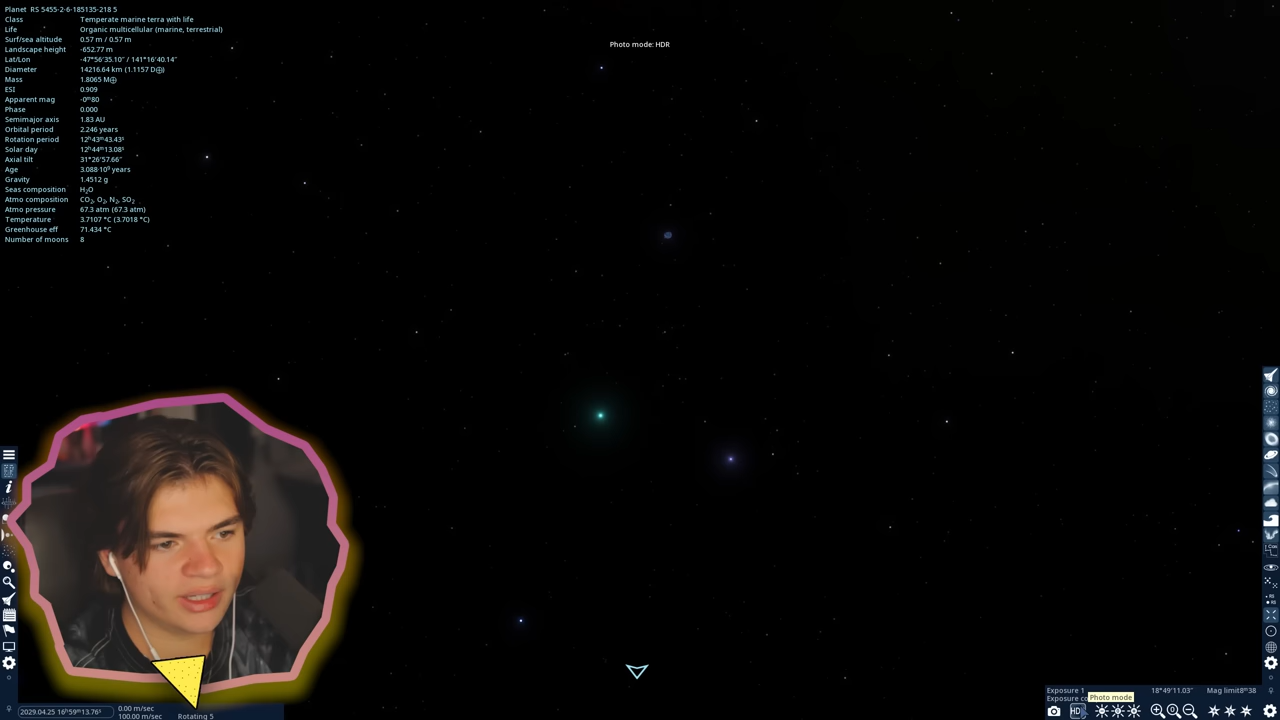 Planet RS 5455-2-6-185135-218 5
Class Temperate marine terra with life
Life Organic multicellular (marine, terrestrial)
Surf/sea altitude 0.57 m / 0.57 m
Landscape height -652.77 m
Lat/Lon -47°56'35.10" / 141°16'40.14"
Diameter 14216.64 km (1.1157 D⊕)
Mass 1.8065 M⊕
ESI 0.909
Apparent mag -0ᵐ80
Phase 0.000
Semimajor axis 1.83 AU
Orbital period 2.246 years
Rotation period 12ʰ43ᵐ43.43ˢ
Solar day 12ʰ44ᵐ13.08ˢ
Axial tilt 31°26'57.66"
Age 3.088·10⁹ years
Gravity 1.4512 g
Seas composition H₂O
Atmo composition CO₂, O₂, N₂, SO₂
Atmo pressure 67.3 atm (67.3 atm)
Temperature 3.7107 °C (3.7018 °C)
Greenhouse eff 71.434 °C
Number of moons 8
Photo mode: HDR
2029.04.25 16ʰ59ᵐ13.76ˢ
0.00 m/sec
100.00 m/sec Rotating 5
Exposure 1 18°49'11.03" Mag limit8ᵐ38
Exposure co
Photo mode
HD